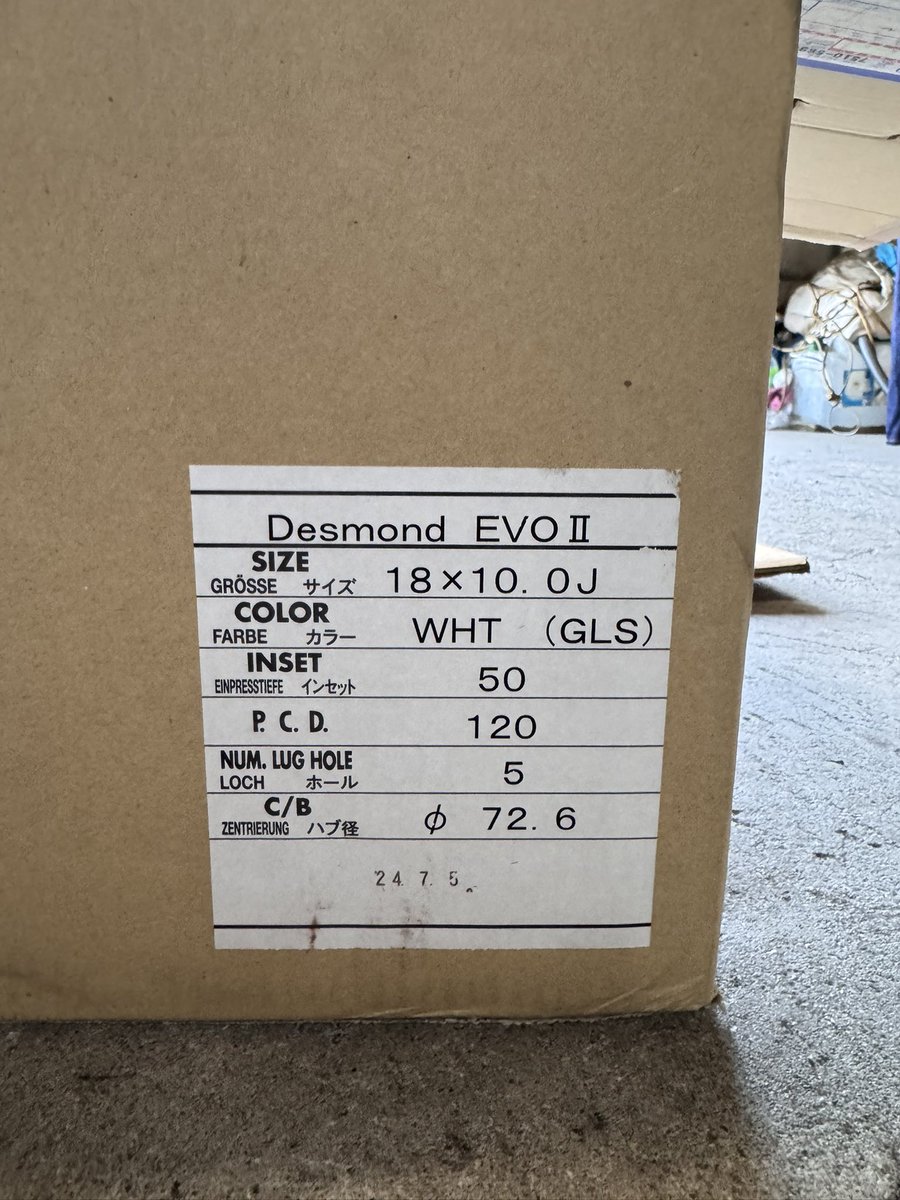 Desmond EVOⅡ
SIZE
GRÖSSE サイズ 18×10.0J
COLOR
FARBE カラー WHT (GLS)
INSET
EINPRESSTIEFE インセット 50
P. C. D. 120
NUM. LUG HOLE
LOCH ホール 5
C/B
ZENTRIERUNG ハブ径 φ 72.6
24. 7. 5.